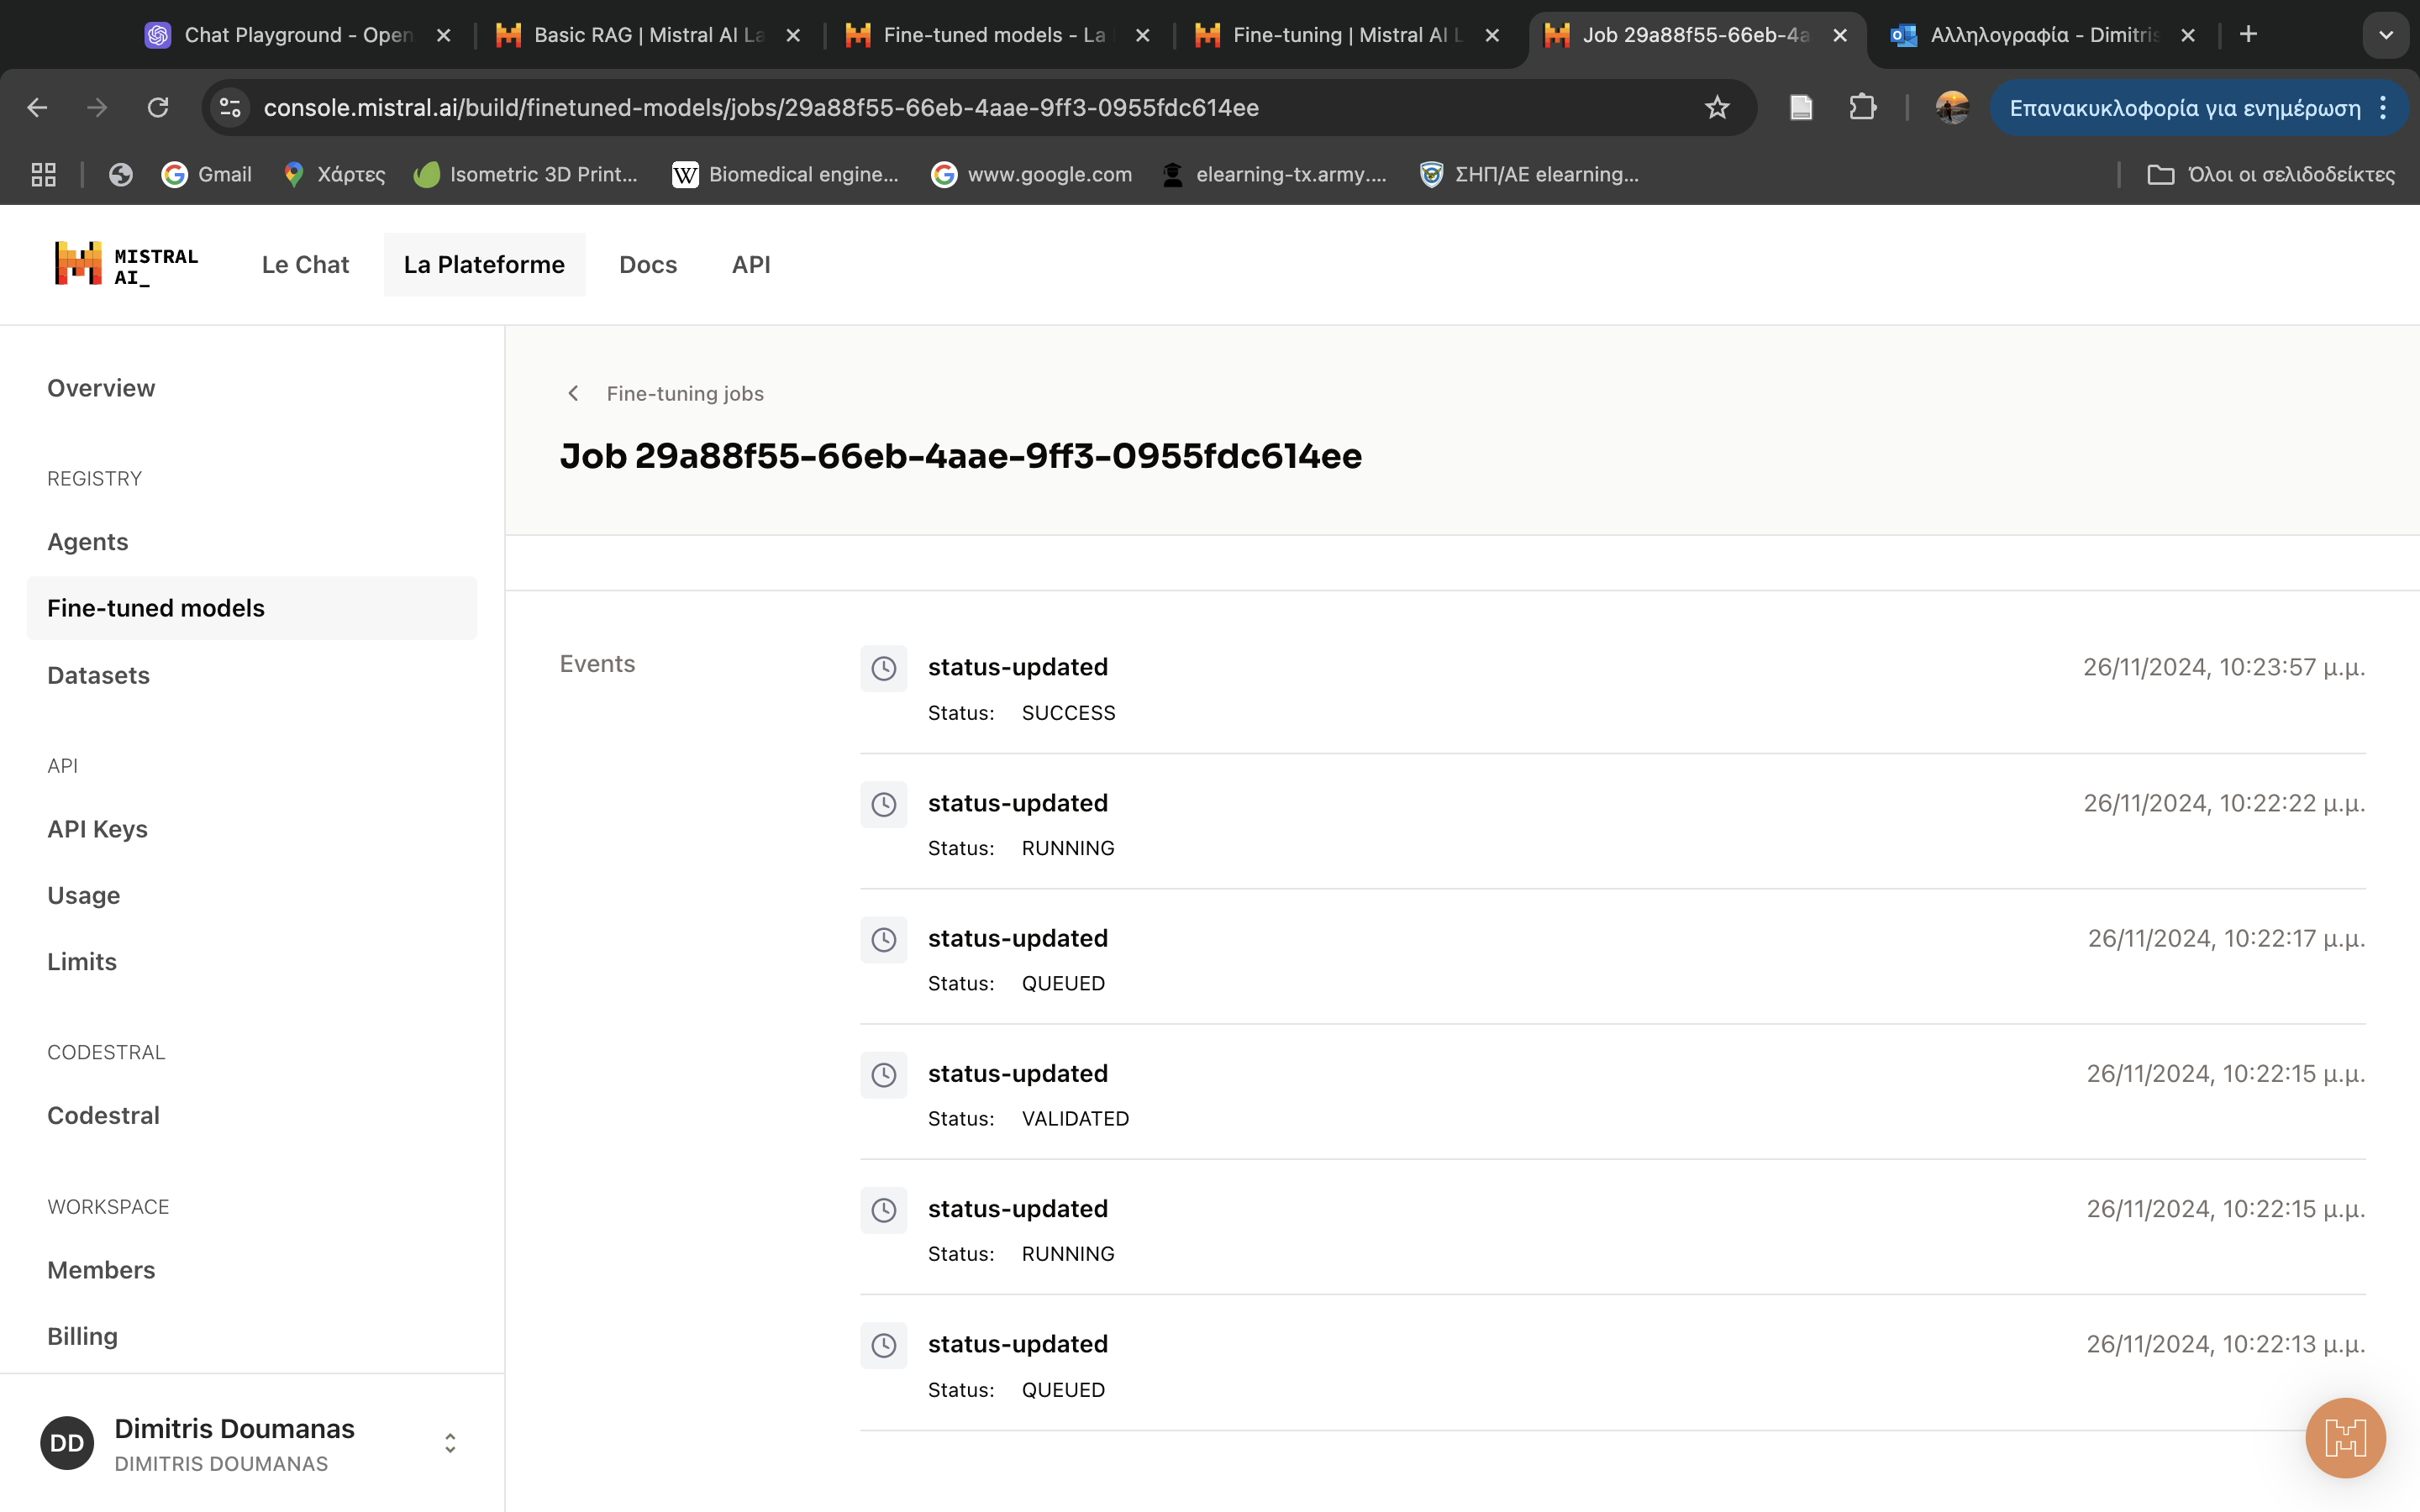 Chat Playground - Open
Basic RAG | Mistral AI La
Fine-tuned models - La
Fine-tuning | Mistral AI L
Job 29a88f55-66eb-4a
Αλληλογραφία - Dimitris
console.mistral.ai/build/finetuned-models/jobs/29a88f55-66eb-4aae-9ff3-0955fdc614ee
Επανακυκλοφορία για ενημέρωση
Gmail
Χάρτες
Isometric 3D Print...
Biomedical engine...
www.google.com
elearning-tx.army....
ΣΗΠ/ΑΕ elearning...
Όλοι οι σελιδοδείκτες
MISTRAL
AI_
Le Chat
La Plateforme
Docs
API
Overview
REGISTRY
Agents
Fine-tuned models
Datasets
API
API Keys
Usage
Limits
CODESTRAL
Codestral
WORKSPACE
Members
Billing
DD
Dimitris Doumanas
DIMITRIS DOUMANAS
Fine-tuning jobs
Job 29a88f55-66eb-4aae-9ff3-0955fdc614ee
Events
status-updated 26/11/2024, 10:23:57 μ.μ.
Status: SUCCESS
status-updated 26/11/2024, 10:22:22 μ.μ.
Status: RUNNING
status-updated 26/11/2024, 10:22:17 μ.μ.
Status: QUEUED
status-updated 26/11/2024, 10:22:15 μ.μ.
Status: VALIDATED
status-updated 26/11/2024, 10:22:15 μ.μ.
Status: RUNNING
status-updated 26/11/2024, 10:22:13 μ.μ.
Status: QUEUED